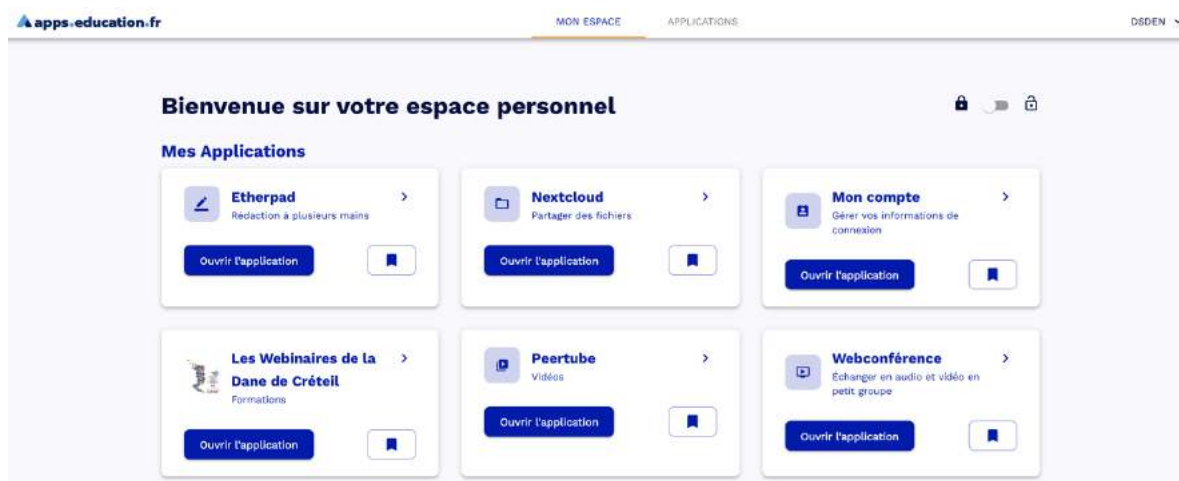 apps.education.fr
MON ESPACE
APPLICATIONS
DSDEN
Bienvenue sur votre espace personnel
Mes Applications
Etherpad
Rédaction à plusieurs mains
Ouvrir l'application
Nextcloud
Partager des fichiers
Ouvrir l'application
Mon compte
Gérer vos informations de
connexion
Ouvrir l'application
Les Webinaires de la
Dane de Créteil
Formations
Ouvrir l'application
Peertube
Vidéos
Ouvrir l'application
Webconférence
Échanger en audio et vidéo en
petit groupe
Ouvrir l'application